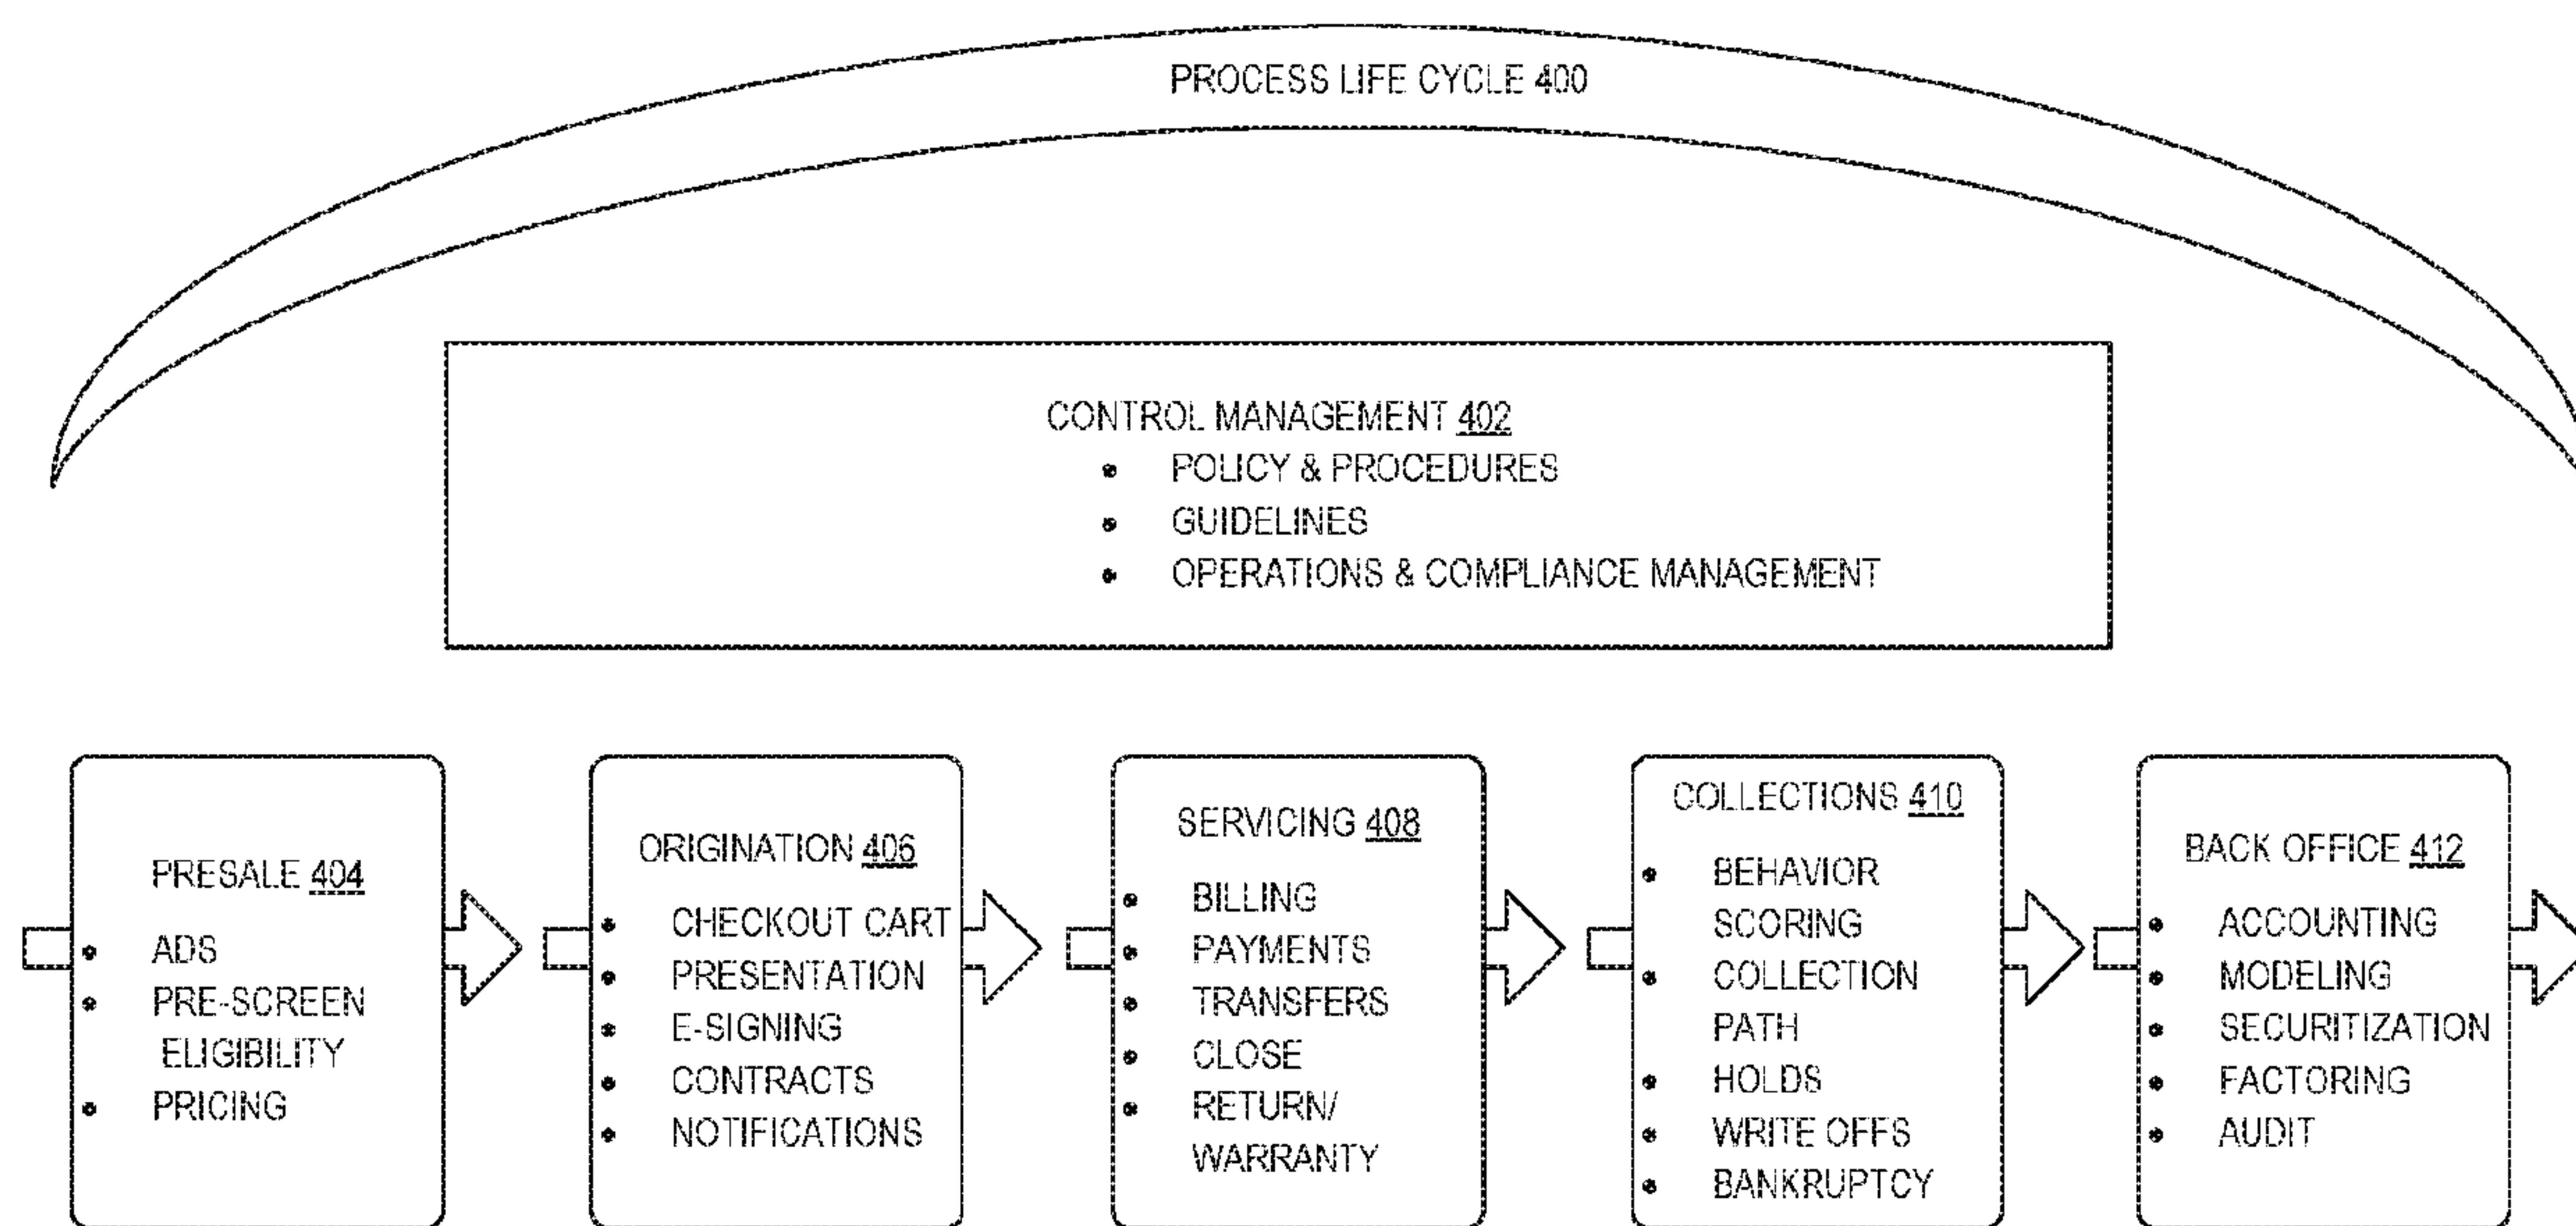 PROCESS LIFE CYCLE 400
CONTROL MANAGEMENT 402
• POLICY & PROCEDURES
• GUIDELINES
• OPERATIONS & COMPLIANCE MANAGEMENT
PRESALE 404
• ADS
• PRE-SCREEN
ELIGIBILITY
• PRICING
ORIGINATION 406
• CHECKOUT CART
• PRESENTATION
• E-SIGNING
• CONTRACTS
• NOTIFICATIONS
SERVICING 408
• BILLING
• PAYMENTS
• TRANSFERS
• CLOSE
• RETURN/
WARRANTY
COLLECTIONS 410
• BEHAVIOR
SCORING
• COLLECTION
PATH
• HOLDS
• WRITE OFFS
• BANKRUPTCY
BACK OFFICE 412
• ACCOUNTING
• MODELING
• SECURITIZATION
• FACTORING
• AUDIT